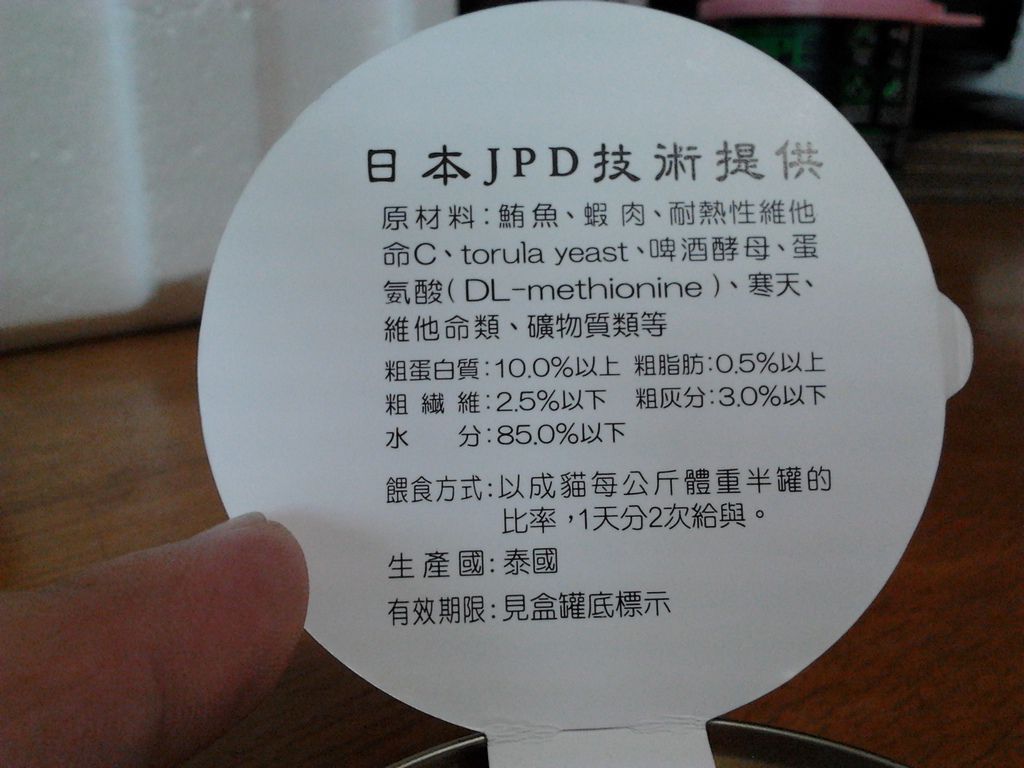 日本JPD技術提供
原材料：鮪魚、蝦肉、耐熱性維他
命C、torula yeast、啤酒酵母、蛋
氨酸( DL-methionine )、寒天、
維他命類、礦物質類等
粗蛋白質：10.0%以上 粗脂肪：0.5%以上
粗纖維：2.5%以下 粗灰分：3.0%以下
水分：85.0%以下
餵食方式：以成貓每公斤體重半罐的
比率，1天分2次給與。
生產國：泰國
有效期限：見盒罐底標示